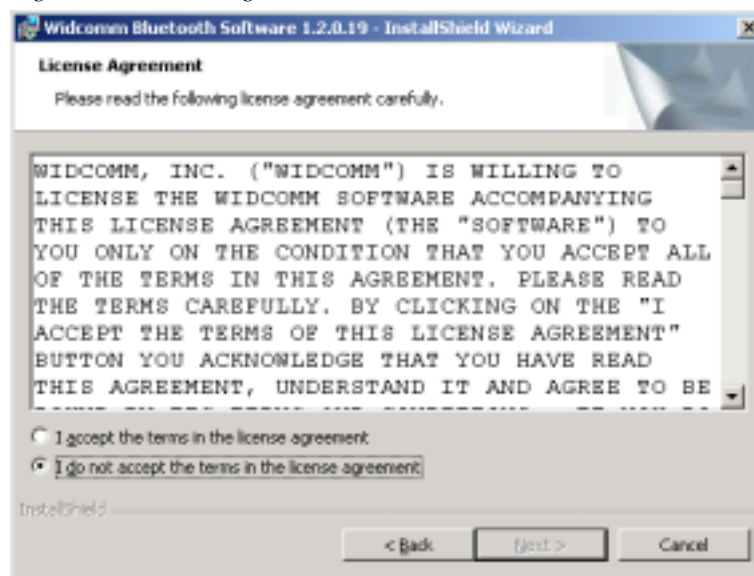 Widcomm Bluetooth Software 1.2.0.19 - InstallShield Wizard
License Agreement
Please read the following license agreement carefully.
WIDCOMM, INC. ("WIDCOMM") IS WILLING TO
LICENSE THE WIDCOMM SOFTWARE ACCOMPANYING
THIS LICENSE AGREEMENT (THE "SOFTWARE") TO
YOU ONLY ON THE CONDITION THAT YOU ACCEPT ALL
OF THE TERMS IN THIS AGREEMENT. PLEASE READ
THE TERMS CAREFULLY. BY CLICKING ON THE "I
ACCEPT THE TERMS OF THIS LICENSE AGREEMENT"
BUTTON YOU ACKNOWLEDGE THAT YOU HAVE READ
THIS AGREEMENT, UNDERSTAND IT AND AGREE TO BE
I accept the terms in the license agreement
I do not accept the terms in the license agreement
InstallShield
< Back Next > Cancel